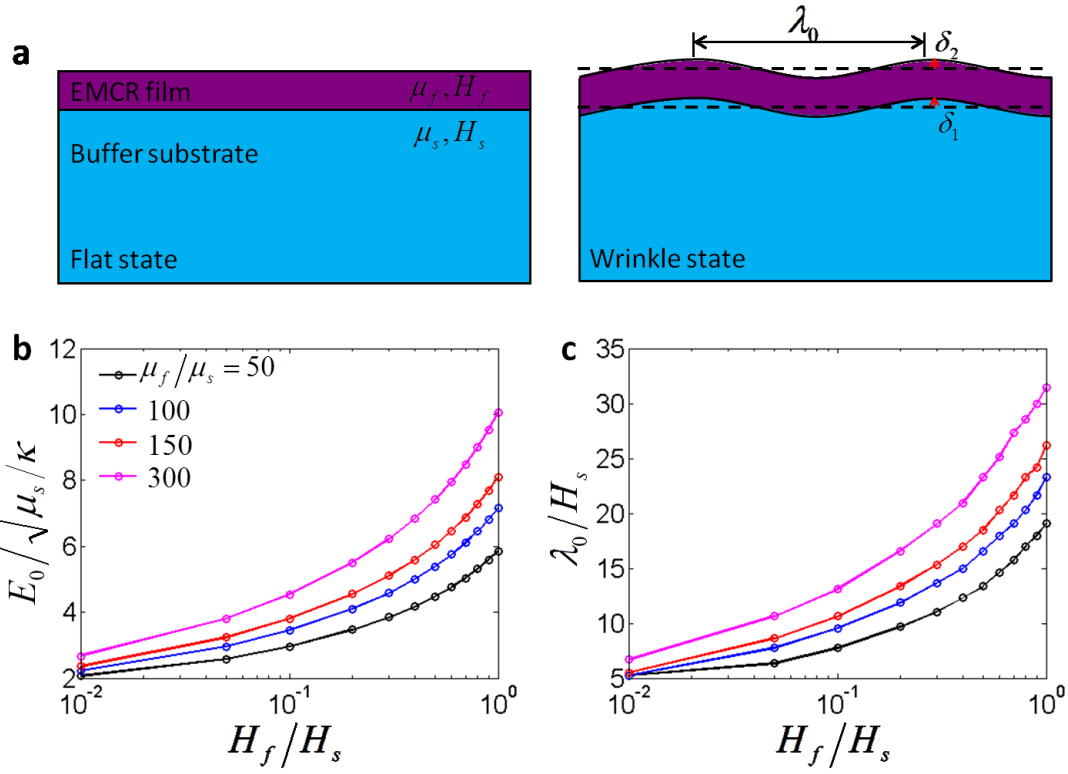 a
EMCR film
μ_f, H_f
μ_s, H_s
Buffer substrate
Flat state
λ_0
δ_2
δ_1
Wrinkle state
b
12
10
8
6
4
2
E_0/√μ_s/κ
μ_f/μ_s = 50
100
150
300
10^-2
10^-1
10^0
H_f/H_s
c
35
30
25
20
15
10
5
λ_0/H_s
10^-2
10^-1
10^0
H_f/H_s